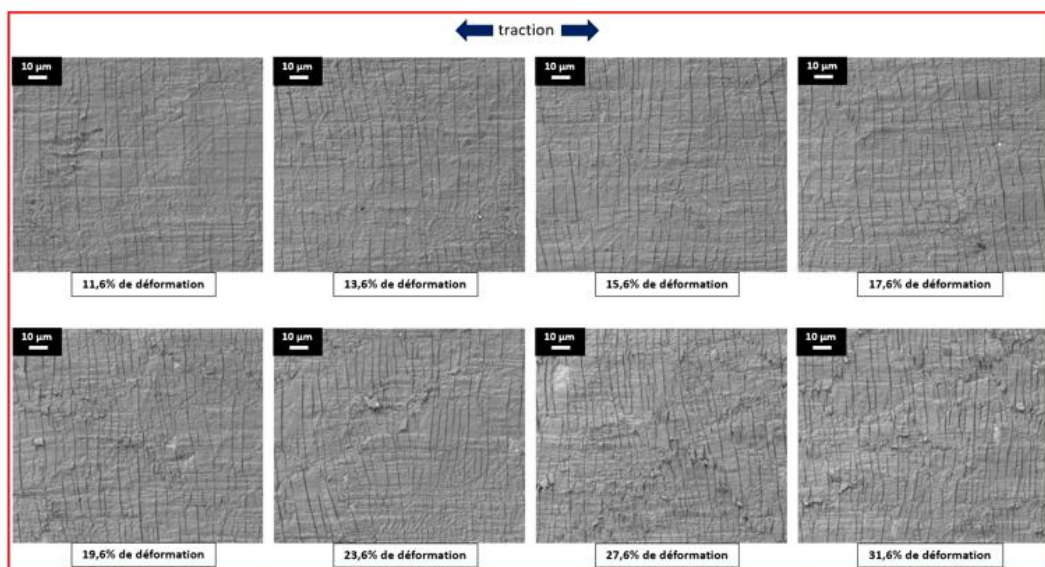 traction
10 µm
10 µm
10 µm
10 µm
11,6% de déformation
13,6% de déformation
15,6% de déformation
17,6% de déformation
10 µm
10 µm
10 µm
10 µm
19,6% de déformation
23,6% de déformation
27,6% de déformation
31,6% de déformation